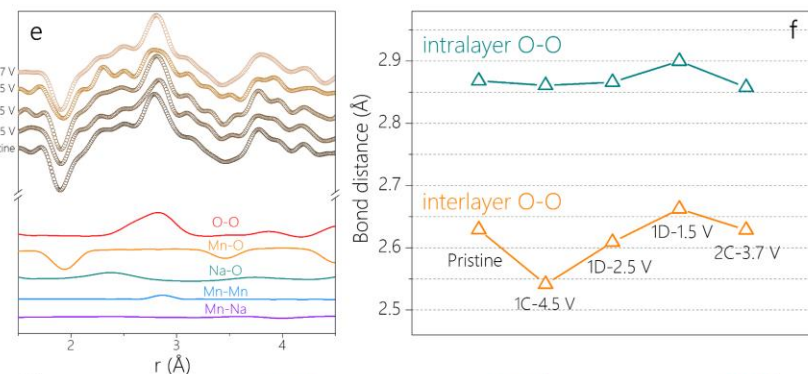 e
7 V
5 V
5 V
5 V
tine
O-O
Mn-O
Na-O
Mn-Mn
Mn-Na
2
3
4
r (Å)
f
intralayer O-O
interlayer O-O
Pristine
1C-4.5 V
1D-2.5 V
1D-1.5 V
2C-3.7 V
2.9
2.8
2.7
2.6
2.5
Bond distance (Å)